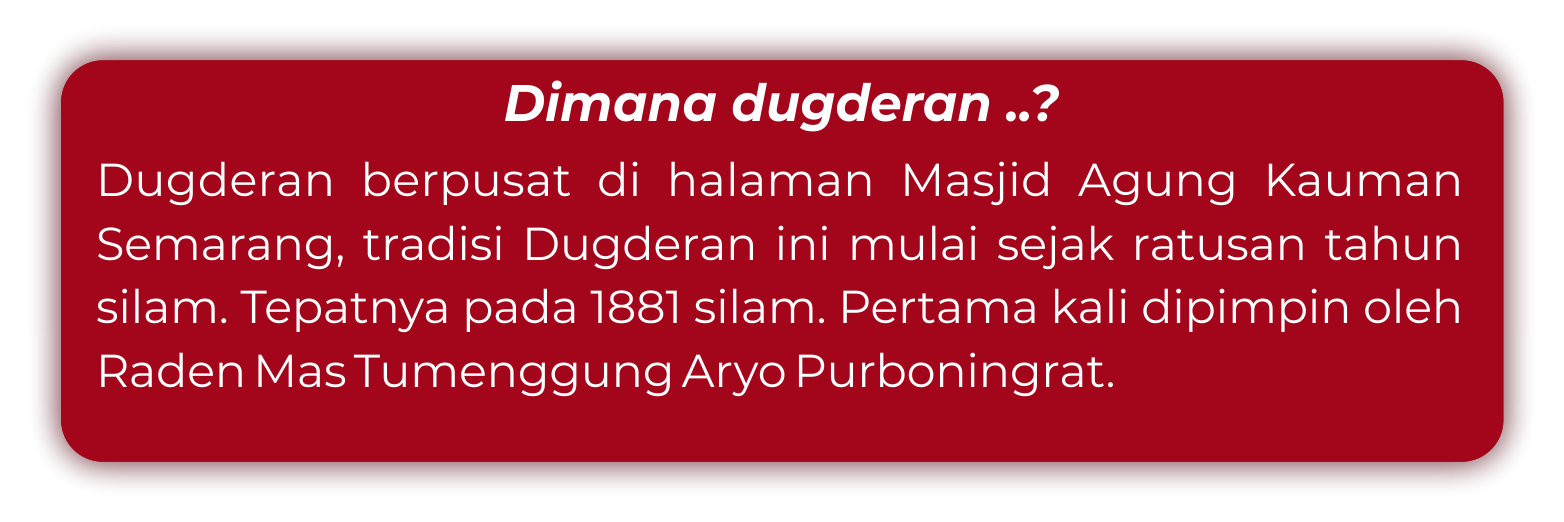 Dimana dugderan ..?
Dugderan berpusat di halaman Masjid Agung Kauman
Semarang, tradisi Dugderan ini mulai sejak ratusan tahun
silam. Tepatnya pada 1881 silam. Pertama kali dipimpin oleh
Raden Mas Tumenggung Aryo Purboningrat.